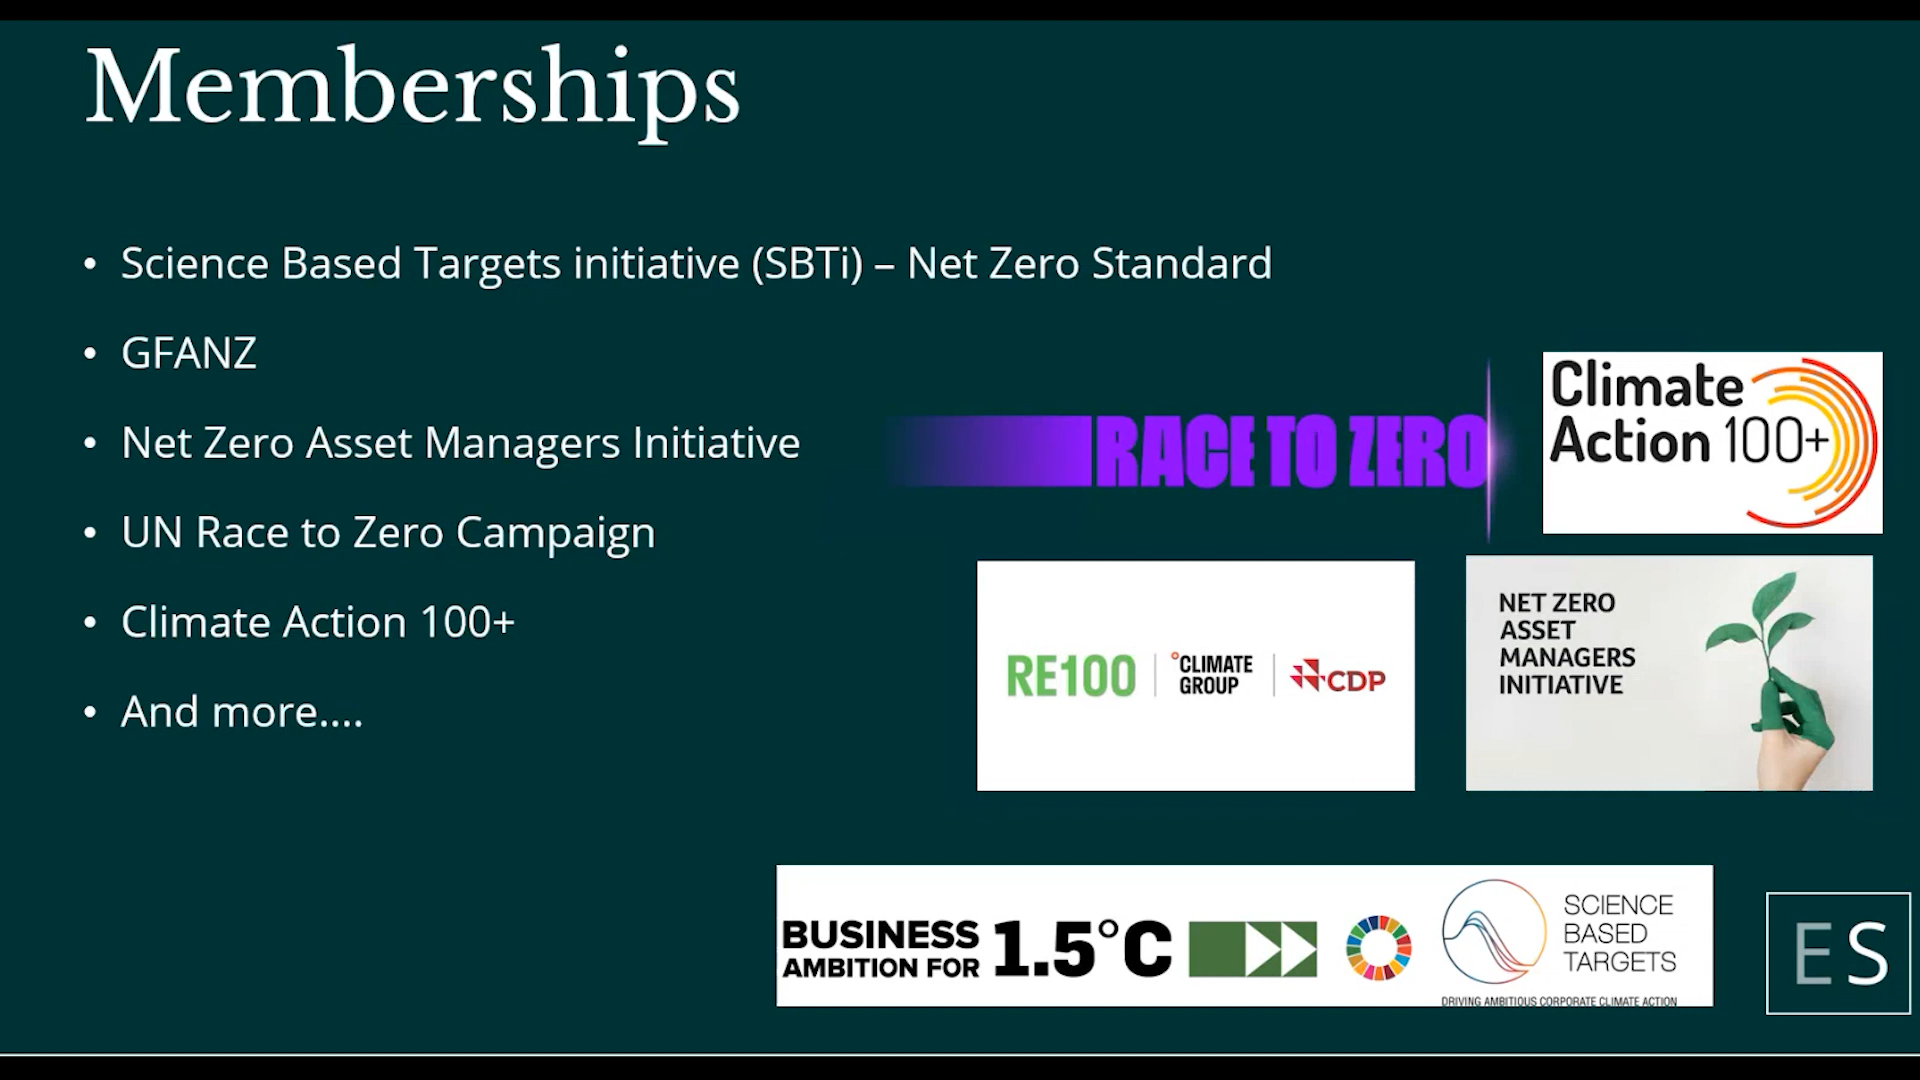 Memberships
• Science Based Targets initiative (SBTi) – Net Zero Standard
• GFANZ
• Net Zero Asset Managers Initiative
• UN Race to Zero Campaign
• Climate Action 100+
• And more....
RACE TO ZERO
Climate
Action 100+
RE100
°CLIMATE
GROUP
CDP
NET ZERO
ASSET
MANAGERS
INITIATIVE
BUSINESS
AMBITION FOR
1.5°C
SCIENCE
BASED
TARGETS
DRIVING AMBITIOUS CORPORATE CLIMATE ACTION
ES